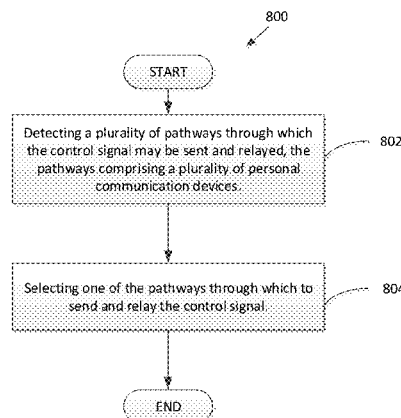 800
START
Detecting a plurality of pathways through which
the control signal may be sent and relayed, the
pathways comprising a plurality of personal
communication devices.
802
Selecting one of the pathways through which to
send and relay the control signal.
804
END